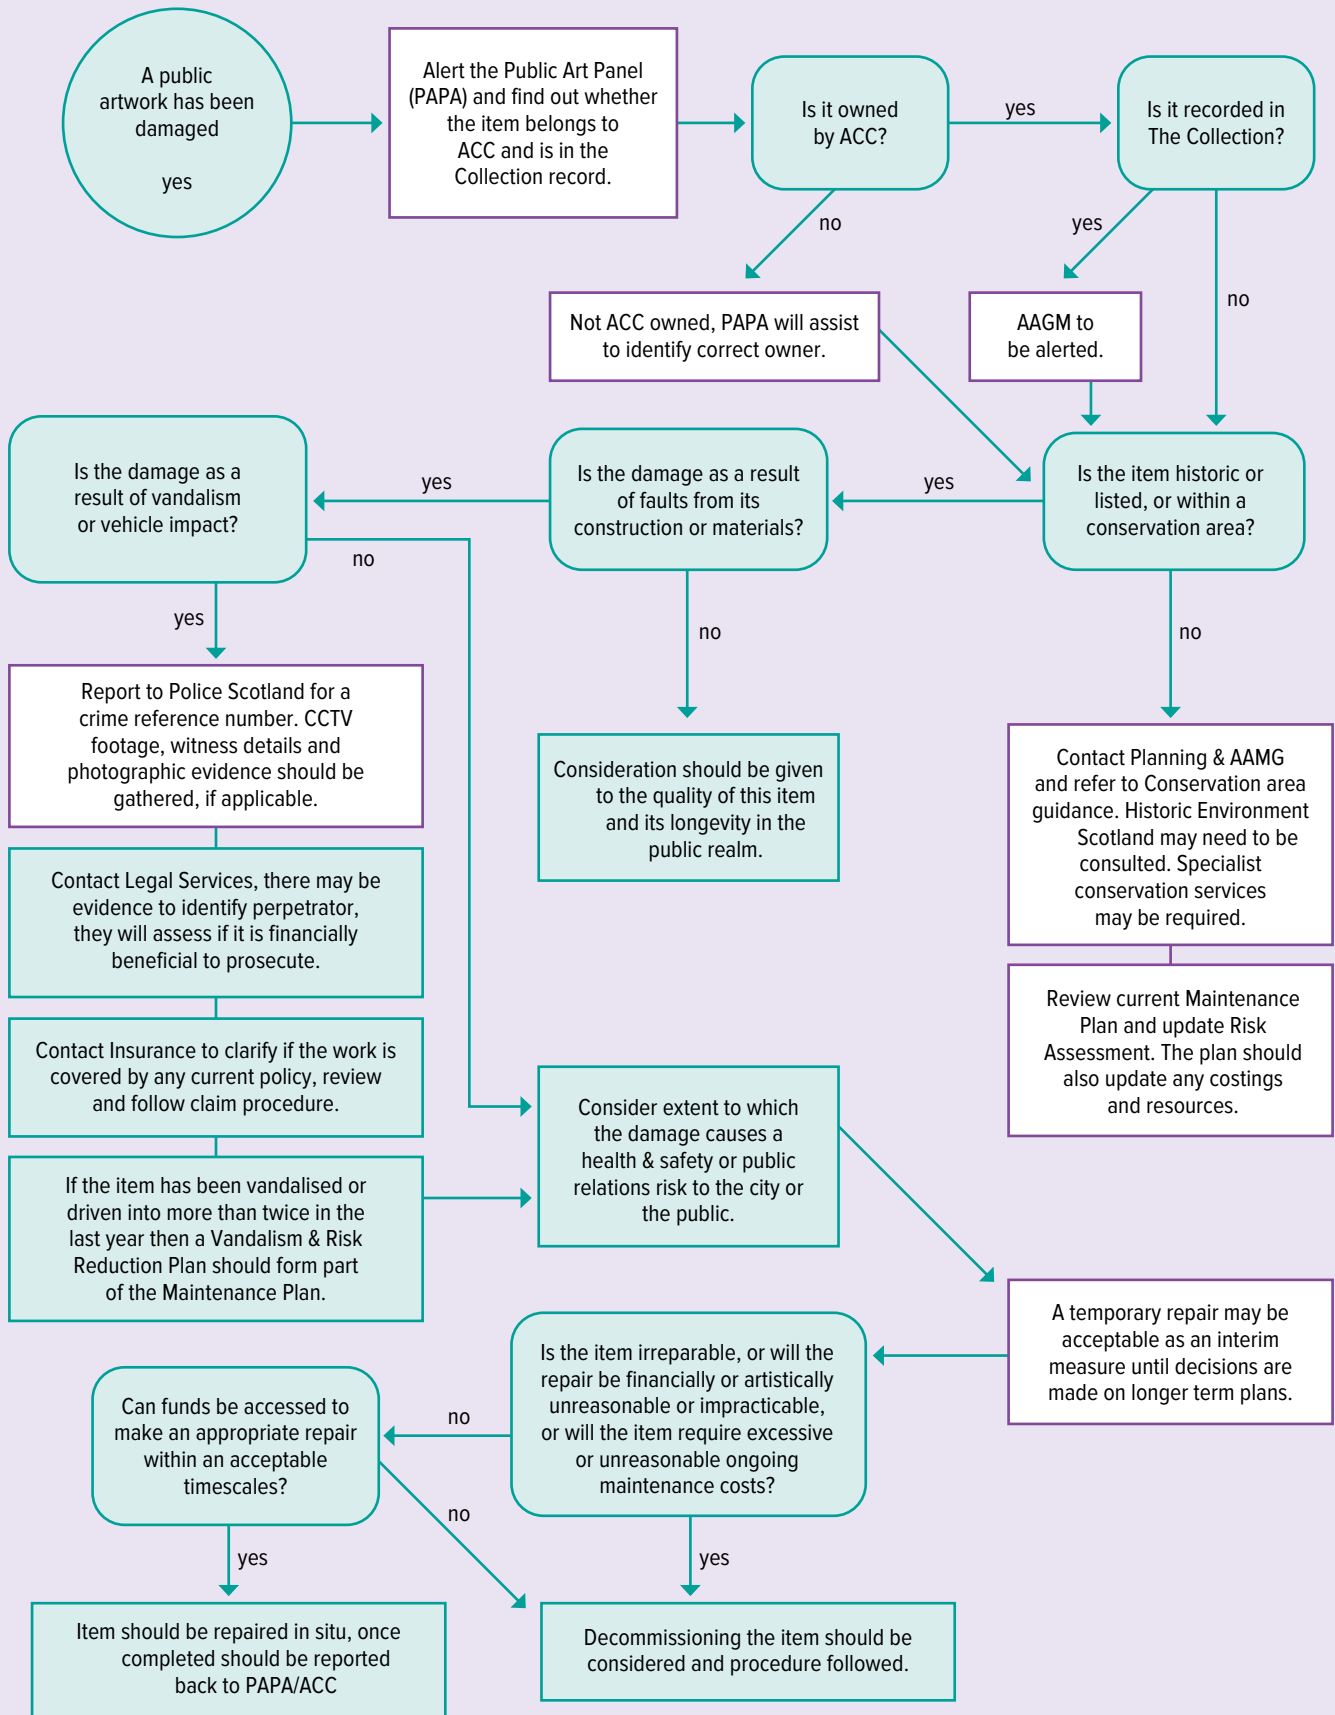 A public
artwork has been
damaged
yes
Alert the Public Art Panel
(PAPA) and find out whether
the item belongs to
ACC and is in the
Collection record.
Is it owned
by ACC?
yes
Is it recorded in
The Collection?
no
yes
no
Not ACC owned, PAPA will assist
to identify correct owner.
AAGM to
be alerted.
Is the damage as a
result of vandalism
or vehicle impact?
yes
Is the damage as a result
of faults from its
construction or materials?
yes
Is the item historic or
listed, or within a
conservation area?
no
yes
no
no
Report to Police Scotland for a
crime reference number. CCTV
footage, witness details and
photographic evidence should be
gathered, if applicable.
Consideration should be given
to the quality of this item
and its longevity in the
public realm.
Contact Planning & AAMG
and refer to Conservation area
guidance. Historic Environment
Scotland may need to be
consulted. Specialist
conservation services
may be required.
Contact Legal Services, there may be
evidence to identify perpetrator,
they will assess if it is financially
beneficial to prosecute.
Review current Maintenance
Plan and update Risk
Assessment. The plan should
also update any costings
and resources.
Contact Insurance to clarify if the work is
covered by any current policy, review
and follow claim procedure.
Consider extent to which
the damage causes a
health & safety or public
relations risk to the city or
the public.
If the item has been vandalised or
driven into more than twice in the
last year then a Vandalism & Risk
Reduction Plan should form part
of the Maintenance Plan.
A temporary repair may be
acceptable as an interim
measure until decisions are
made on longer term plans.
Is the item irreparable, or will the
repair be financially or artistically
unreasonable or impracticable,
or will the item require excessive
or unreasonable ongoing
maintenance costs?
no
Can funds be accessed to
make an appropriate repair
within an acceptable
timescales?
no
yes
yes
Item should be repaired in situ, once
completed should be reported
back to PAPA/ACC
Decommissioning the item should be
considered and procedure followed.